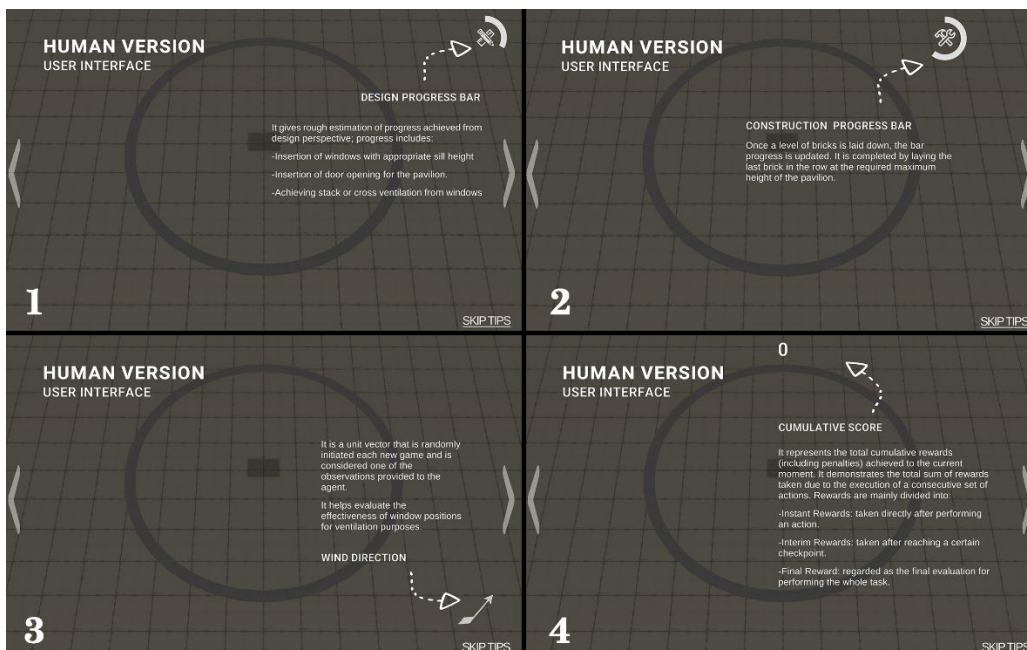 HUMAN VERSION
USER INTERFACE
DESIGN PROGRESS BAR
It gives rough estimation of progress achieved from
design perspective; progress includes:
-Insertion of windows with appropriate sill height
-Insertion of door opening for the pavilion.
-Achieving stack or cross ventilation from windows
1
SKIP TIPS
HUMAN VERSION
USER INTERFACE
CONSTRUCTION PROGRESS BAR
Once a level of bricks is laid down, the bar
progress is updated. It is completed by laying the
last brick in the row at the required maximum
height of the pavilion.
2
SKIP TIPS
HUMAN VERSION
USER INTERFACE
It is a unit vector that is randomly
initiated each new game and is
considered one of the
observations provided to the
agent.
It helps evaluate the
effectiveness of window positions
for ventilation purposes.
WIND DIRECTION
3
SKIP TIPS
0
HUMAN VERSION
USER INTERFACE
CUMULATIVE SCORE
It represents the total cumulative rewards
(including penalties) achieved to the current
moment. It demonstrates the total sum of rewards
taken due to the execution of a consecutive set of
actions. Rewards are mainly divided into:
-Instant Rewards: taken directly after performing
an action.
-Interim Rewards: taken after reaching a certain
checkpoint.
-Final Reward: regarded as the final evaluation for
performing the whole task.
4
SKIP TIPS